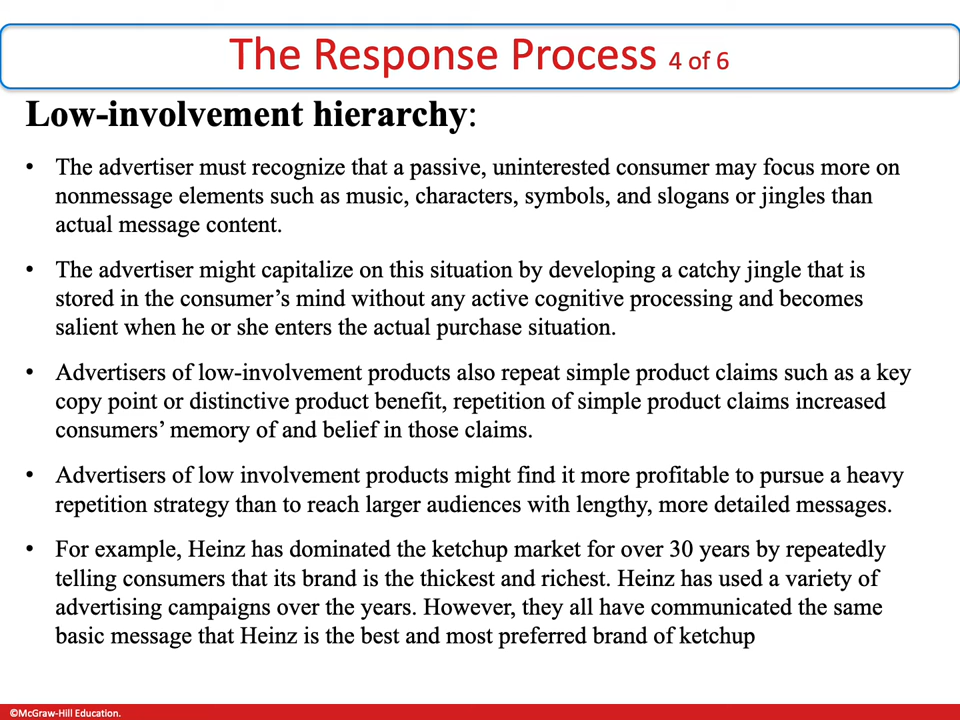 The Response Process 4 of 6
Low-involvement hierarchy:
• The advertiser must recognize that a passive, uninterested consumer may focus more on
nonmessage elements such as music, characters, symbols, and slogans or jingles than
actual message content.
• The advertiser might capitalize on this situation by developing a catchy jingle that is
stored in the consumer’s mind without any active cognitive processing and becomes
salient when he or she enters the actual purchase situation.
• Advertisers of low-involvement products also repeat simple product claims such as a key
copy point or distinctive product benefit, repetition of simple product claims increased
consumers’ memory of and belief in those claims.
• Advertisers of low involvement products might find it more profitable to pursue a heavy
repetition strategy than to reach larger audiences with lengthy, more detailed messages.
• For example, Heinz has dominated the ketchup market for over 30 years by repeatedly
telling consumers that its brand is the thickest and richest. Heinz has used a variety of
advertising campaigns over the years. However, they all have communicated the same
basic message that Heinz is the best and most preferred brand of ketchup
©McGraw-Hill Education.